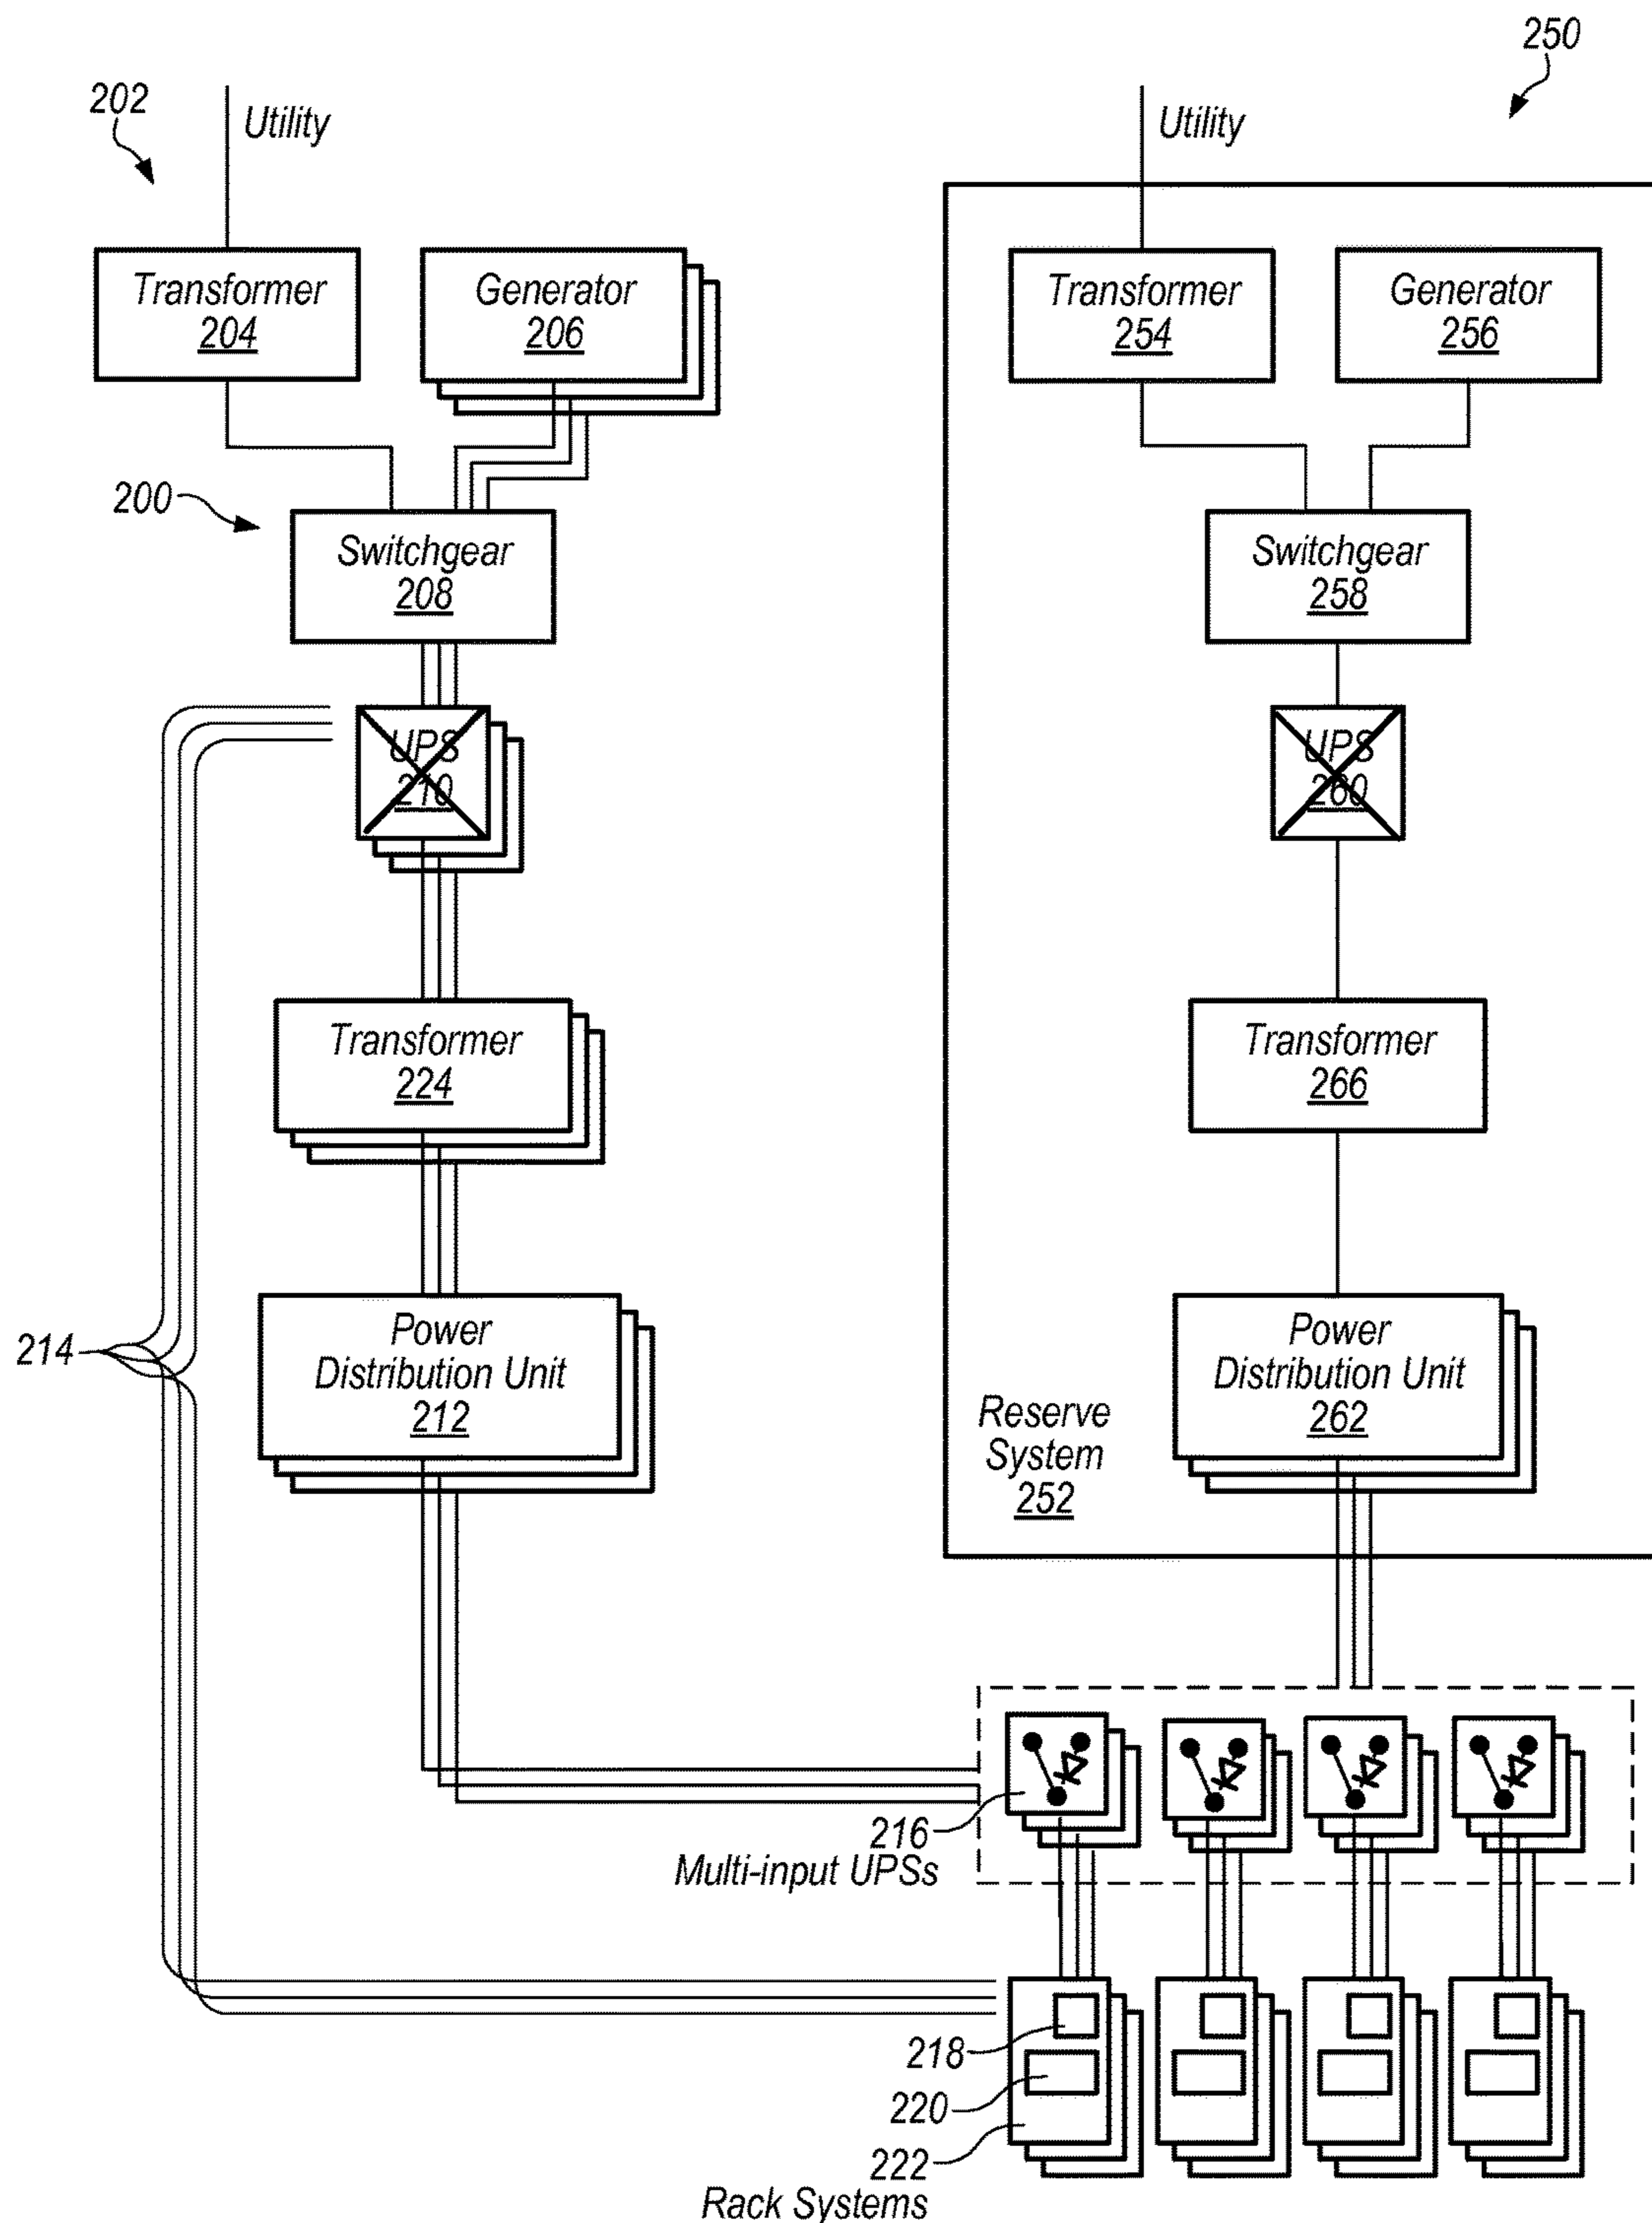 250
202
Utility
Utility
Transformer
204
Generator
206
Transformer
254
Generator
256
200
Switchgear
208
Switchgear
258
UPS
210
UPS
260
Transformer
224
Transformer
266
214
Power
Distribution Unit
212
Power
Distribution Unit
262
Reserve
System
252
216
Multi-input UPSs
218
220
222
Rack Systems